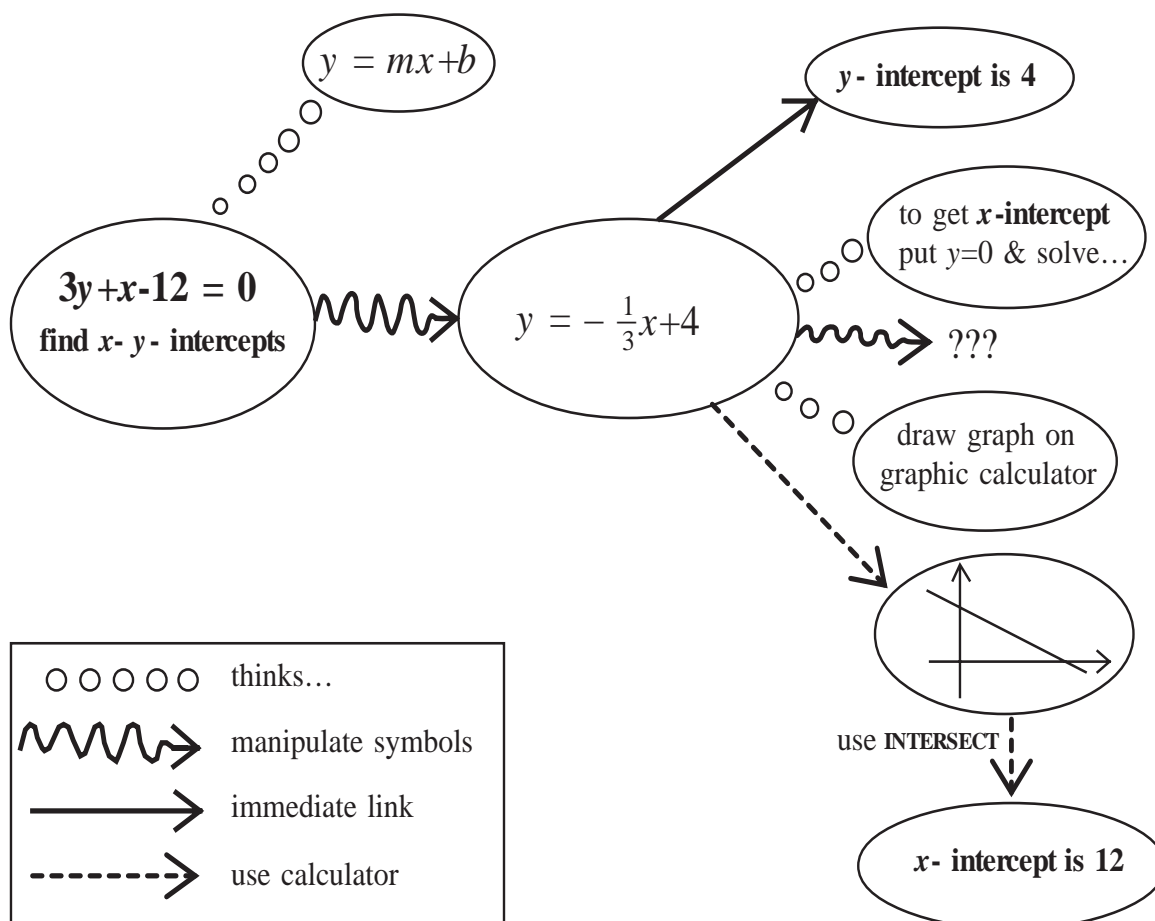 y = mx+b
y- intercept is 4
to get x-intercept
put y=0 & solve…
3y+x-12 = 0
find x- y- intercepts
y = − 1/3 x+4
???
draw graph on
graphic calculator
use INTERSECT
x- intercept is 12
thinks…
manipulate symbols
immediate link
use calculator